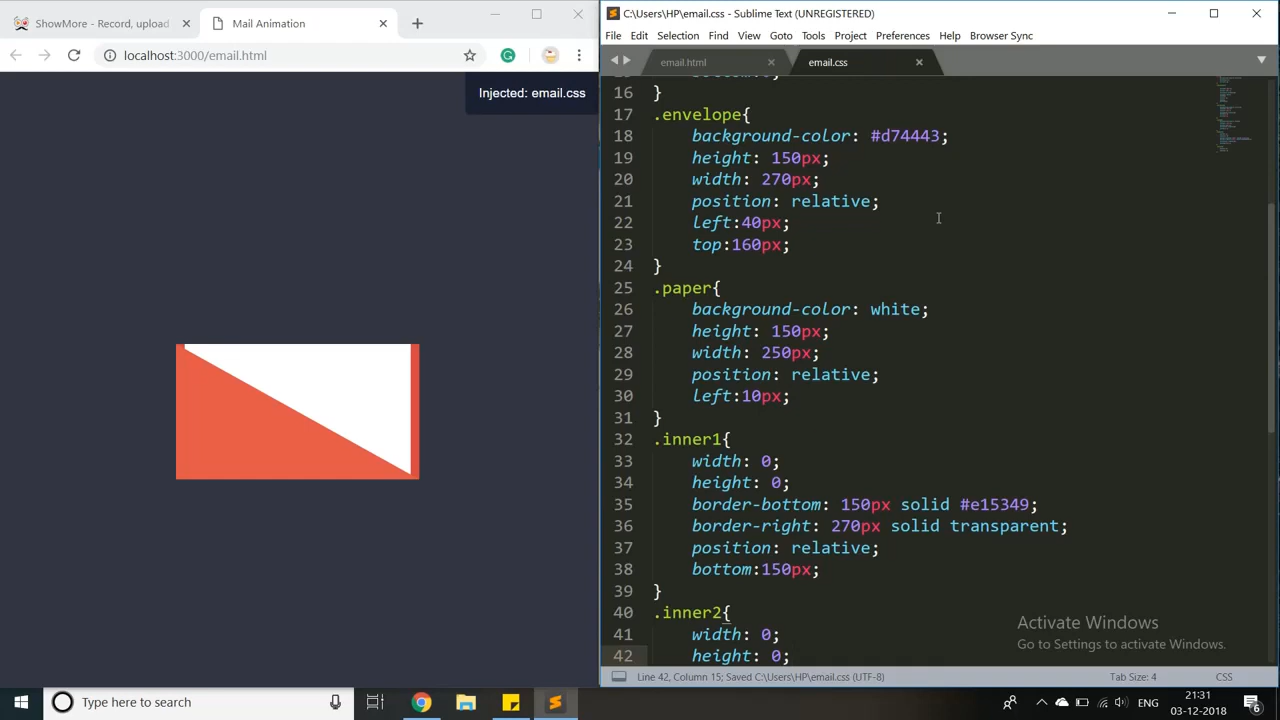 ShowMore - Record, upload
Mail Animation
localhost:3000/email.html
Injected: email.css
C:\Users\HP\email.css - Sublime Text (UNREGISTERED)
File Edit Selection Find View Goto Tools Project Preferences Help Browser Sync
email.html
email.css
16 }
17 .envelope{
18 background-color: #d74443;
19 height: 150px;
20 width: 270px;
21 position: relative;
22 left:40px;
23 top:160px;
24 }
25 .paper{
26 background-color: white;
27 height: 150px;
28 width: 250px;
29 position: relative;
30 left:10px;
31 }
32 .inner1{
33 width: 0;
34 height: 0;
35 border-bottom: 150px solid #e15349;
36 border-right: 270px solid transparent;
37 position: relative;
38 bottom:150px;
39 }
40 .inner2{
41 width: 0;
42 height: 0;
Activate Windows
Go to Settings to activate Windows.
Line 42, Column 15; Saved C:\Users\HP\email.css (UTF-8)
Tab Size: 4
CSS
Type here to search
ENG
21:31
03-12-2018
6